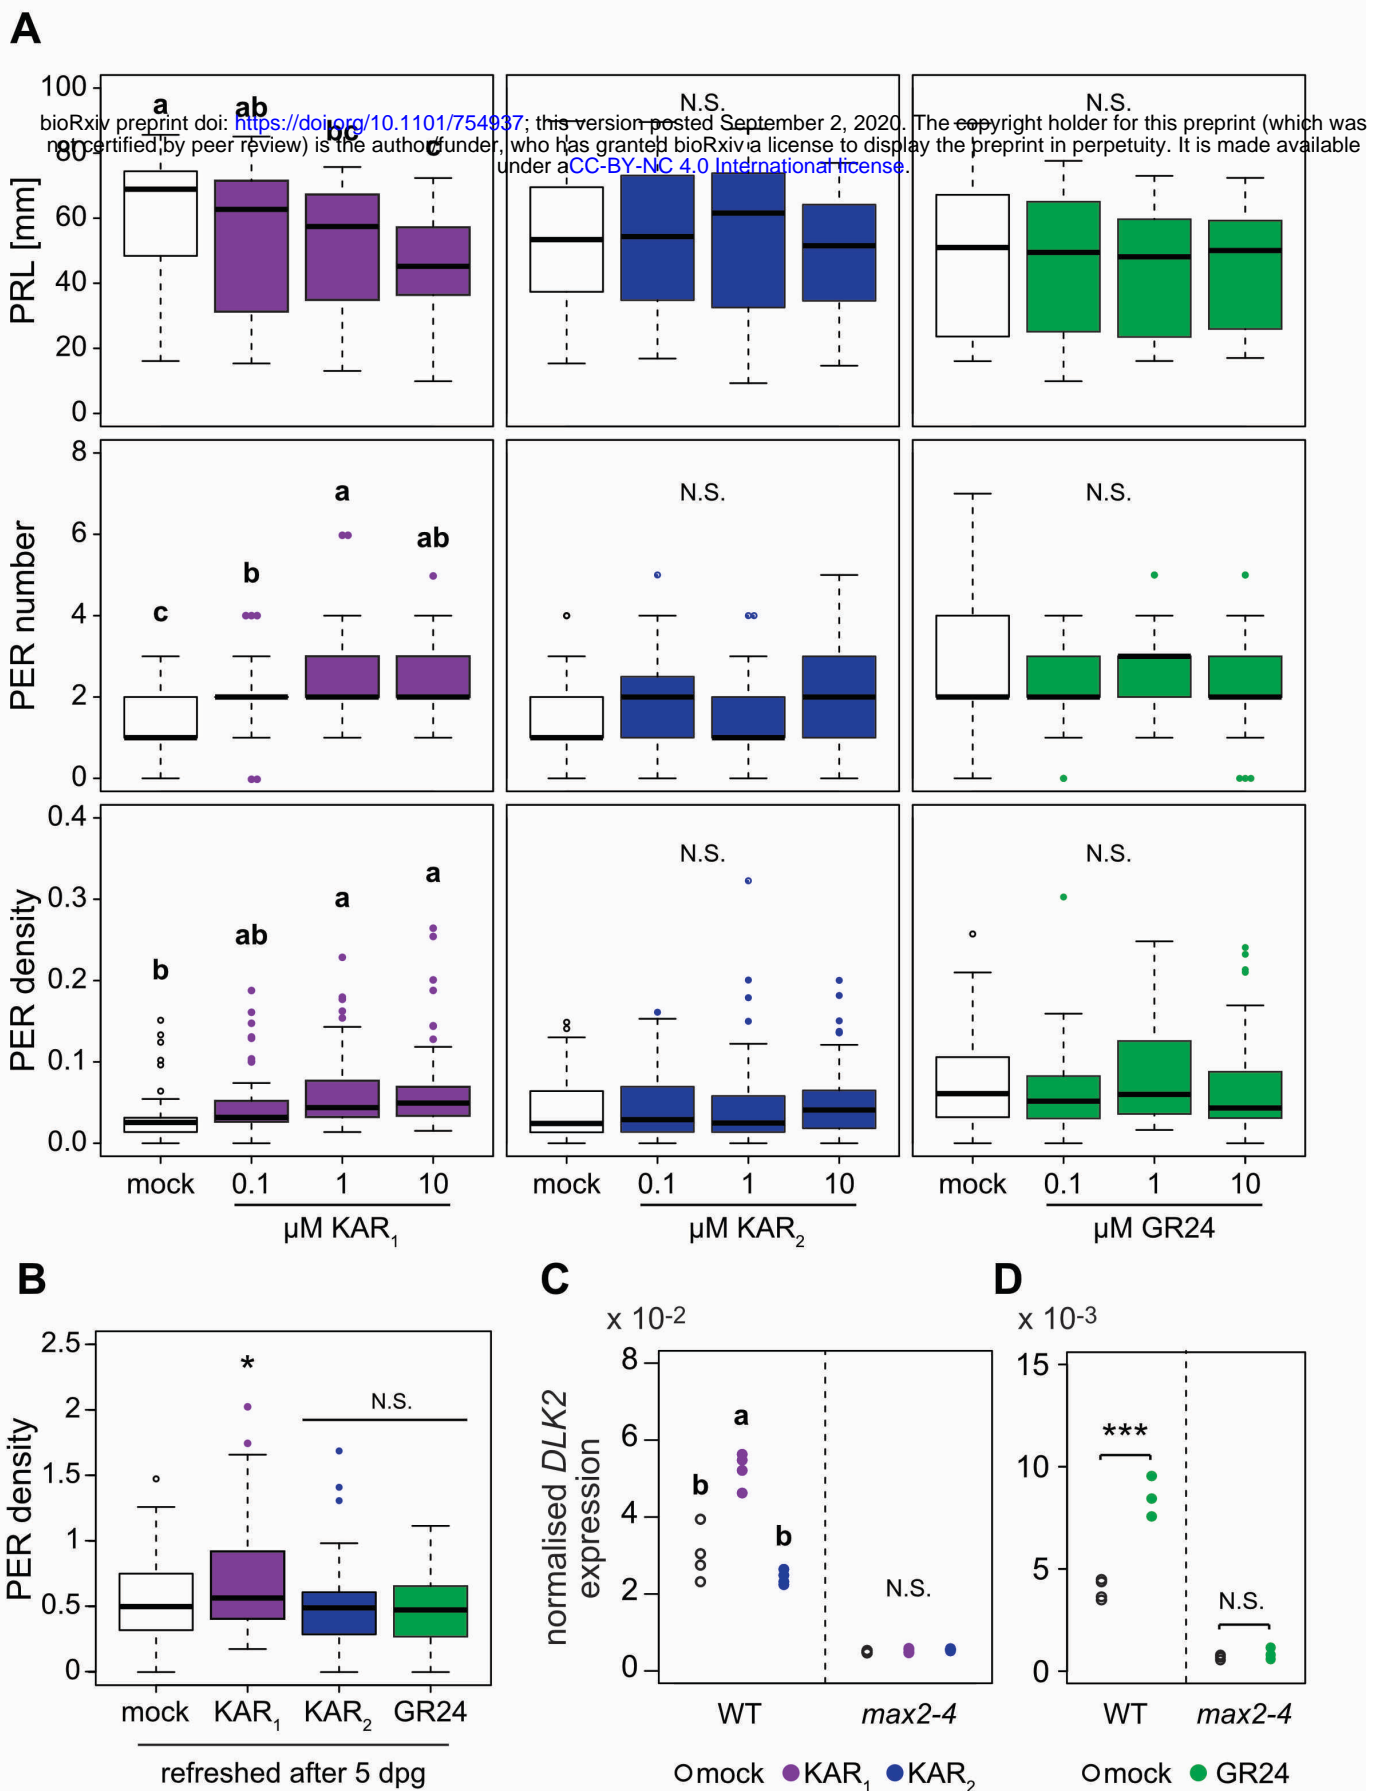 A
100
80
60
40
20
0
PRL [mm]
a
ab
bc
c
N.S.
N.S.
bioRxiv preprint doi: https://doi.org/10.1101/754937; this version posted September 2, 2020. The copyright holder for this preprint (which was
not certified by peer review) is the author/funder, who has granted bioRxiv a license to display the preprint in perpetuity. It is made available
under aCC-BY-NC 4.0 International license.
8
6
4
2
0
PER number
c
b
a
ab
N.S.
N.S.
0.4
0.3
0.2
0.1
0.0
PER density
b
ab
a
a
N.S.
N.S.
mock 0.1 1 10
µM KAR1
mock 0.1 1 10
µM KAR2
mock 0.1 1 10
µM GR24
B
2.5
2
1.5
1
0.5
0
PER density
*
N.S.
mock KAR1 KAR2 GR24
refreshed after 5 dpg
C
x 10-2
8
6
4
2
0
normalised DLK2
expression
b
a
b
N.S.
WT max2-4
mock KAR1 KAR2
D
x 10-3
15
10
5
0
***
N.S.
WT max2-4
mock GR24